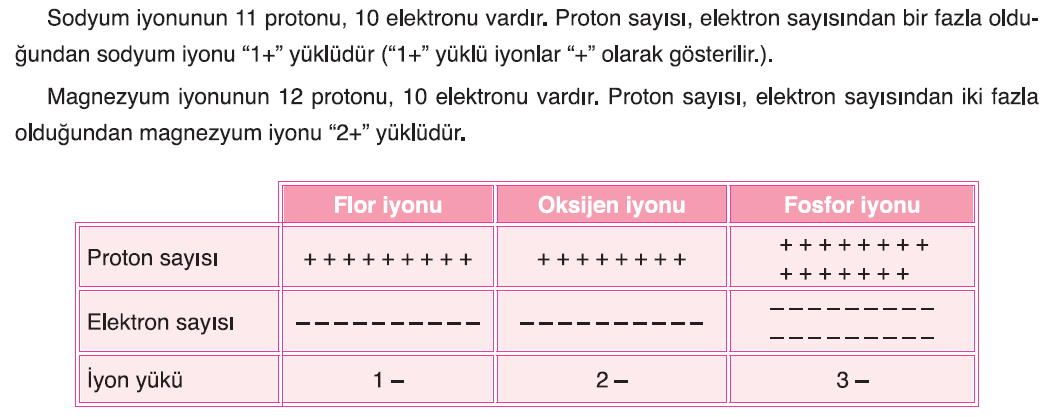 Sodyum iyonunun 11 protonu, 10 elektronu vardır. Proton sayısı, elektron sayısından bir fazla oldu-
ğundan sodyum iyonu “1+” yüklüdür (“1+” yüklü iyonlar “+” olarak gösterilir.).
Magnezyum iyonunun 12 protonu, 10 elektronu vardır. Proton sayısı, elektron sayısından iki fazla
olduğundan magnezyum iyonu “2+” yüklüdür.
Flor iyonu Oksijen iyonu Fosfor iyonu
Proton sayısı + + + + + + + + + + + + + + + + + + + + + + + + +
+ + + + + + +
Elektron sayısı – – – – – – – – – – – – – – – – – – – – – – – – – – – – –
– – – – – – – – –
İyon yükü 1 – 2 – 3 –